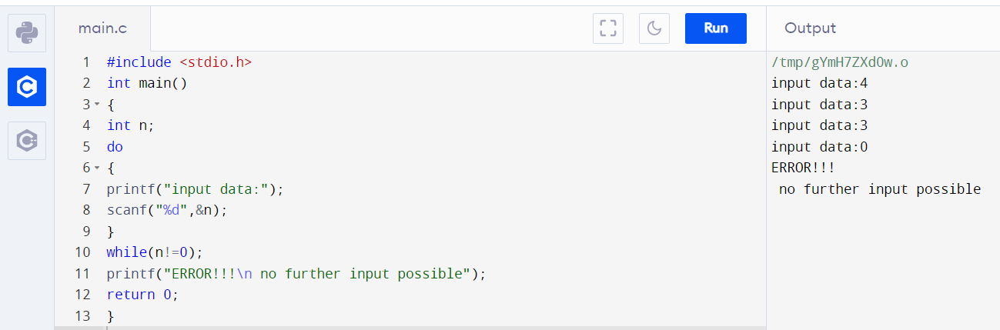 main.c
Run
Output
1 #include <stdio.h>
2 int main()
3 {
4 int n;
5 do
6 {
7 printf("input data:");
8 scanf("%d",&n);
9 }
10 while(n!=0);
11 printf("ERROR!!!\n no further input possible");
12 return 0;
13 }
/tmp/gYmH7ZXdOw.o
input data:4
input data:3
input data:3
input data:0
ERROR!!!
 no further input possible